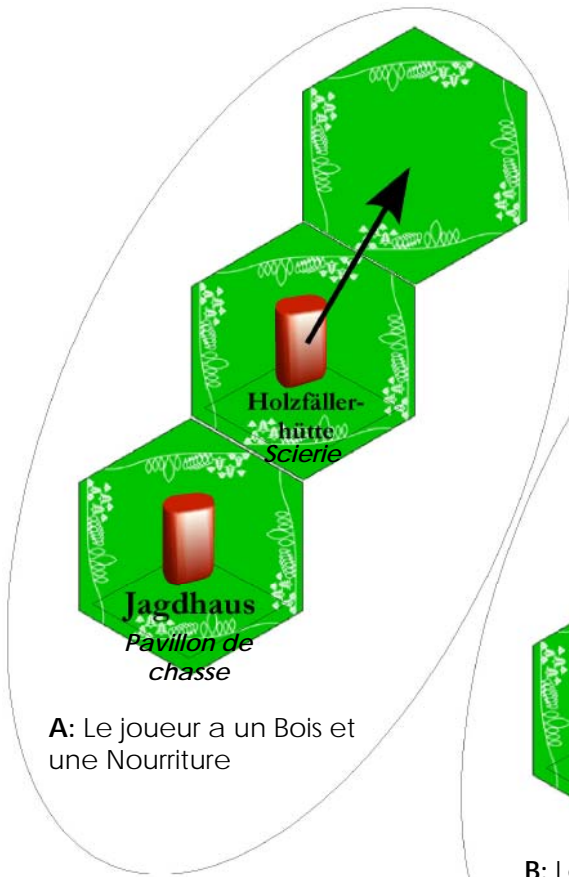 Holzfäller-
hütte
Scierie
Jagdhaus
Pavillon de
chasse
A: Le joueur a un Bois et
une Nourriture
B: L